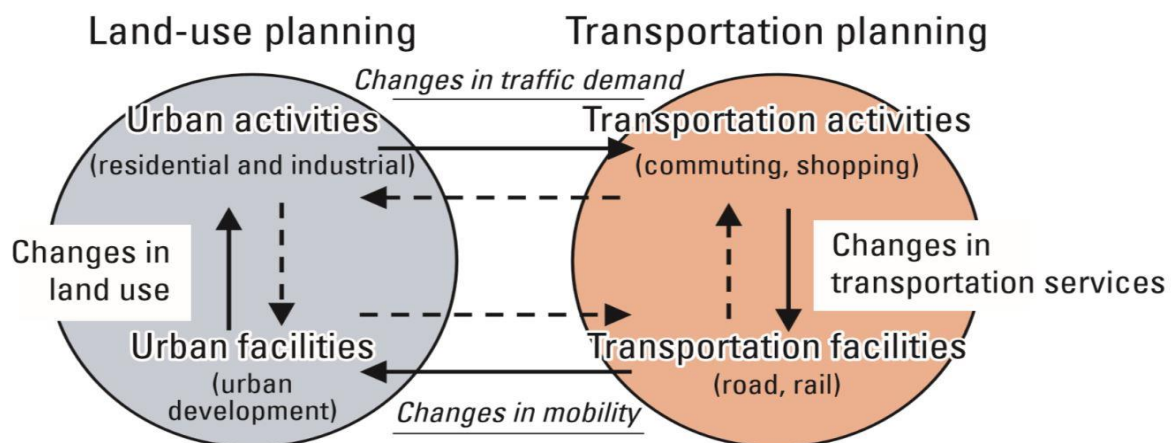 Land-use planning
Transportation planning
Changes in traffic demand
Urban activities
(residential and industrial)
Transportation activities
(commuting, shopping)
Changes in
land use
Changes in
transportation services
Urban facilities
(urban
development)
Transportation facilities
(road, rail)
Changes in mobility